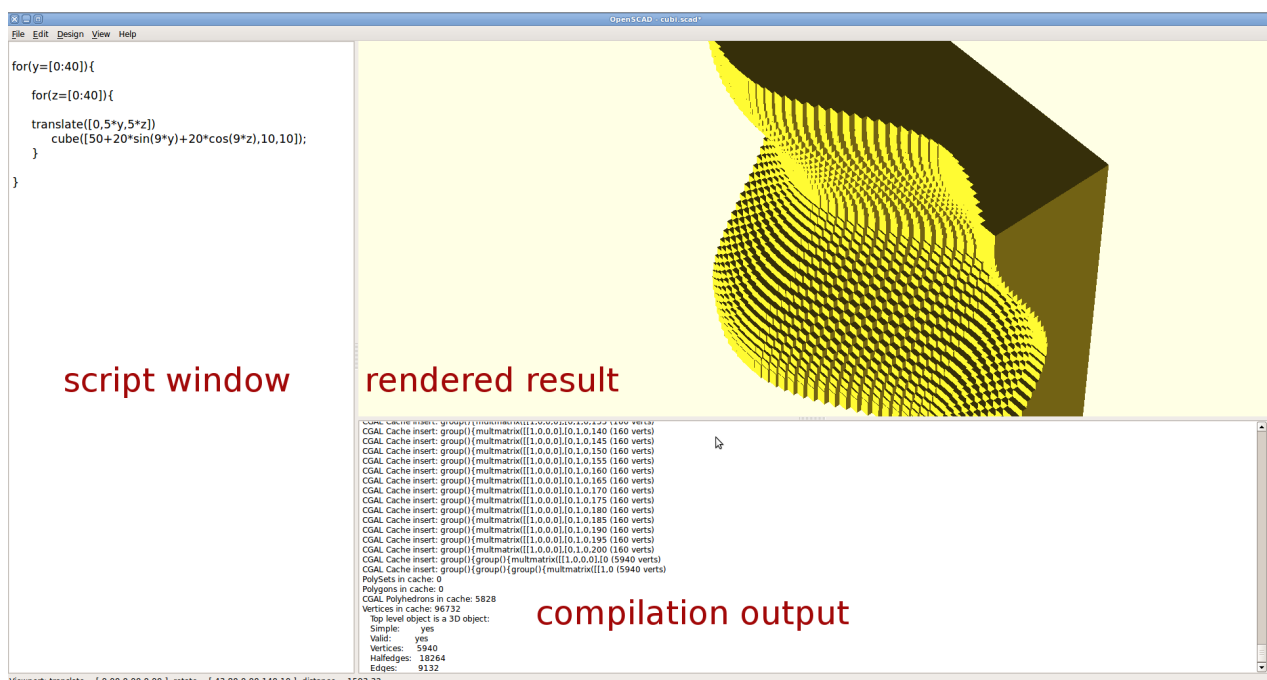 OpenSCAD - cubi.scad*
File Edit Design View Help
for(y=[0:40]){
for(z=[0:40]){
translate([0,5*y,5*z])
cube([50+20*sin(9*y)+20*cos(9*z),10,10]);
}
}
script window
rendered result
CGAL Cache insert: group(){multmatrix([[1,0,0,0],[0,1,0,135 (160 verts)
CGAL Cache insert: group(){multmatrix([[1,0,0,0],[0,1,0,140 (160 verts)
CGAL Cache insert: group(){multmatrix([[1,0,0,0],[0,1,0,145 (160 verts)
CGAL Cache insert: group(){multmatrix([[1,0,0,0],[0,1,0,150 (160 verts)
CGAL Cache insert: group(){multmatrix([[1,0,0,0],[0,1,0,155 (160 verts)
CGAL Cache insert: group(){multmatrix([[1,0,0,0],[0,1,0,160 (160 verts)
CGAL Cache insert: group(){multmatrix([[1,0,0,0],[0,1,0,165 (160 verts)
CGAL Cache insert: group(){multmatrix([[1,0,0,0],[0,1,0,170 (160 verts)
CGAL Cache insert: group(){multmatrix([[1,0,0,0],[0,1,0,175 (160 verts)
CGAL Cache insert: group(){multmatrix([[1,0,0,0],[0,1,0,180 (160 verts)
CGAL Cache insert: group(){multmatrix([[1,0,0,0],[0,1,0,185 (160 verts)
CGAL Cache insert: group(){multmatrix([[1,0,0,0],[0,1,0,190 (160 verts)
CGAL Cache insert: group(){multmatrix([[1,0,0,0],[0,1,0,195 (160 verts)
CGAL Cache insert: group(){multmatrix([[1,0,0,0],[0,1,0,200 (160 verts)
CGAL Cache insert: group(){group(){multmatrix([[1,0,0,0],[0 (5940 verts)
CGAL Cache insert: group(){group(){group(){multmatrix([[1,0 (5940 verts)
PolySets in cache: 0
Polygons in cache: 0
CGAL Polyhedrons in cache: 5828
Vertices in cache: 96732
Top level object is a 3D object:
Simple: yes
Valid: yes
Vertices: 5940
Halfedges: 18264
Edges: 9132
compilation output